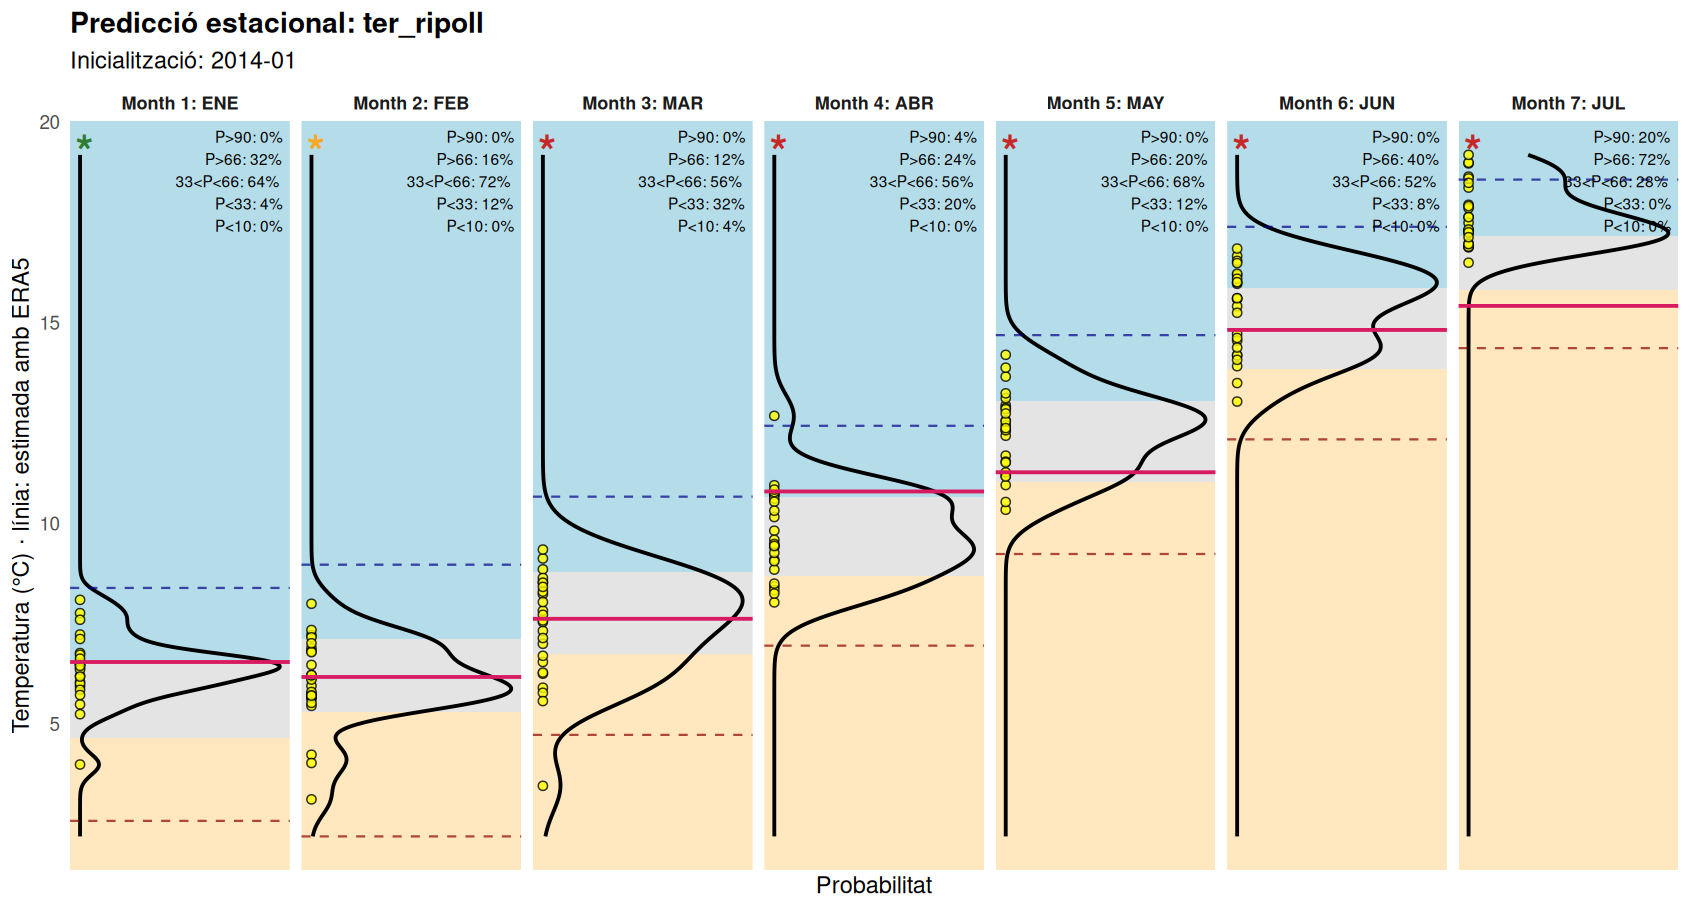 Predicció estacional: ter_ripoll
Inicialització: 2014-01
Month 1: ENE
Month 2: FEB
Month 3: MAR
Month 4: ABR
Month 5: MAY
Month 6: JUN
Month 7: JUL
Temperatura (°C) · línia: estimada amb ERA5
20
15
10
5
*
P>90: 0%
P>66: 32%
33<P<66: 64%
P<33: 4%
P<10: 0%
*
P>90: 0%
P>66: 16%
33<P<66: 72%
P<33: 12%
P<10: 0%
*
P>90: 0%
P>66: 12%
33<P<66: 56%
P<33: 32%
P<10: 4%
*
P>90: 4%
P>66: 24%
33<P<66: 56%
P<33: 20%
P<10: 0%
*
P>90: 0%
P>66: 20%
33<P<66: 68%
P<33: 12%
P<10: 0%
*
P>90: 0%
P>66: 40%
33<P<66: 52%
P<33: 8%
P<10: 0%
*
P>90: 20%
P>66: 72%
33<P<66: 28%
P<33: 0%
P<10: 0%
Probabilitat